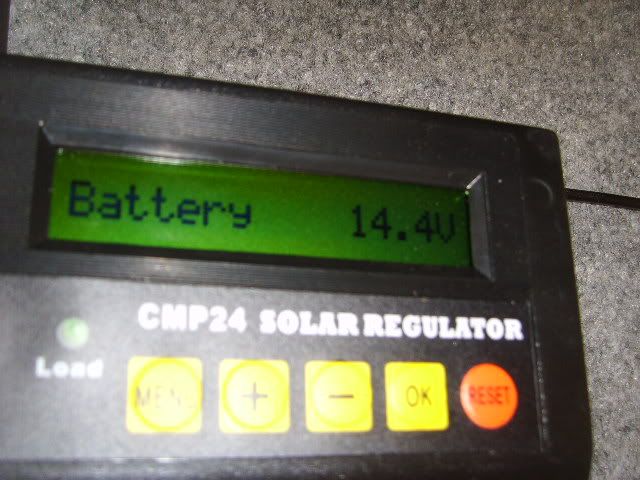 Battery 14.4V
CMP24 SOLAR REGULATOR
Load
MENU + − OK RESET